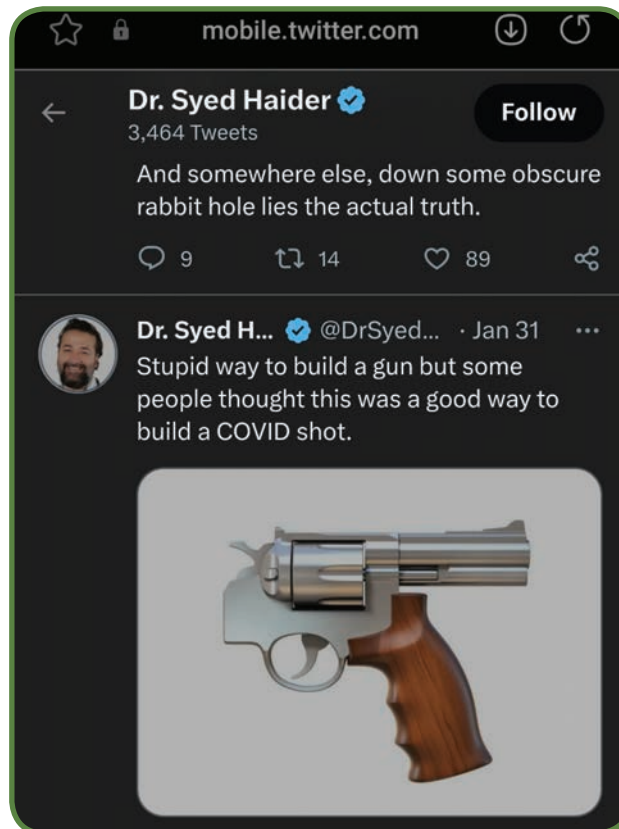 mobile.twitter.com
Dr. Syed Haider
Follow
3,464 Tweets
And somewhere else, down some obscure
rabbit hole lies the actual truth.
9 14 89
Dr. Syed H... @DrSyed... · Jan 31
Stupid way to build a gun but some
people thought this was a good way to
build a COVID shot.